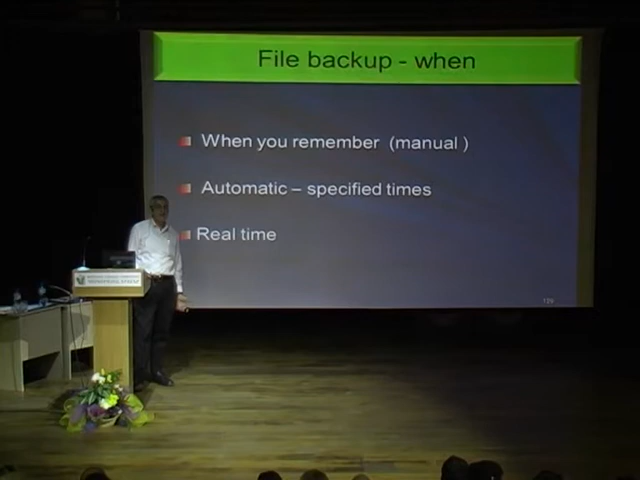 File backup - when
When you remember (manual )
Automatic – specified times
Real time